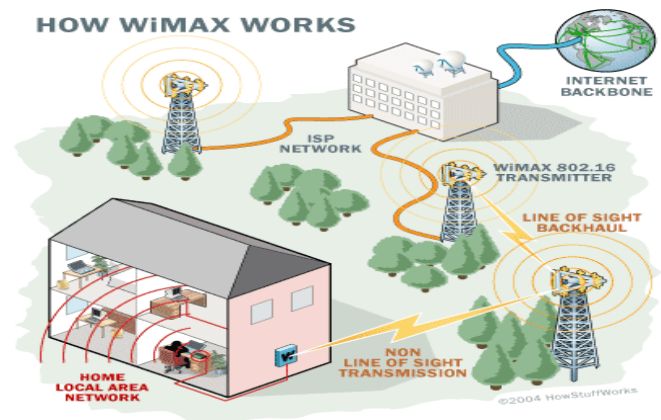 HOW WiMAX WORKS
INTERNET
BACKBONE
ISP
NETWORK
WiMAX 802.16
TRANSMITTER
LINE OF SIGHT
BACKHAUL
NON
LINE OF SIGHT
TRANSMISSION
HOME
LOCAL AREA
NETWORK
©2004 HowStuffWorks